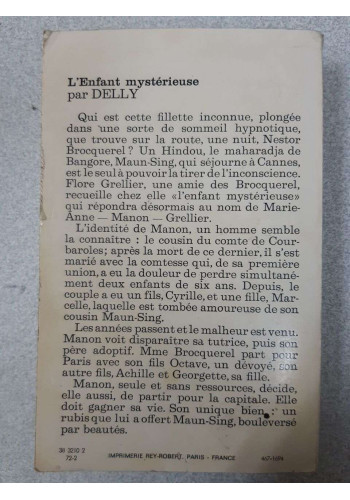 L'Enfant mystérieuse
par DELLY
Qui est cette fillette inconnue, plongée
dans une sorte de sommeil hypnotique,
que trouve sur la route, une nuit, Nestor
Brocquerel ? Un Hindou, le maharadja de
Bangore, Maun-Sing, qui séjourne à Cannes,
est le seul à pouvoir la tirer de l'inconscience.
Flore Grellier, une amie des Brocquerel,
recueille chez elle «l'enfant mystérieuse»
qui répondra désormais au nom de Marie-
Anne — Manon — Grellier.
L'identité de Manon, un homme semble
la connaître : le cousin du comte de Cour-
baroles; après la mort de ce dernier, il s'est
marié avec la comtesse qui, de sa première
union, a eu la douleur de perdre simultané-
ment deux enfants de six ans. Depuis, le
couple a eu un fils, Cyrille, et une fille, Mar-
celle, laquelle est tombée amoureuse de son
cousin Maun-Sing.
Les années passent et le malheur est venu.
Manon voit disparaître sa tutrice, puis son
père adoptif. Mme Brocquerel part pour
Paris avec son fils Octave, un dévoyé, son
autre fils, Achille et Georgette, sa fille.
Manon, seule et sans ressources, décide,
elle aussi, de partir pour la capitale. Elle
doit gagner sa vie. Son unique bien : un
rubis que lui a offert Maun-Sing, bouleversé
par beautés.
38 3210 2
72-2
IMPRIMERIE REY-ROBERT, PARIS - FRANCE